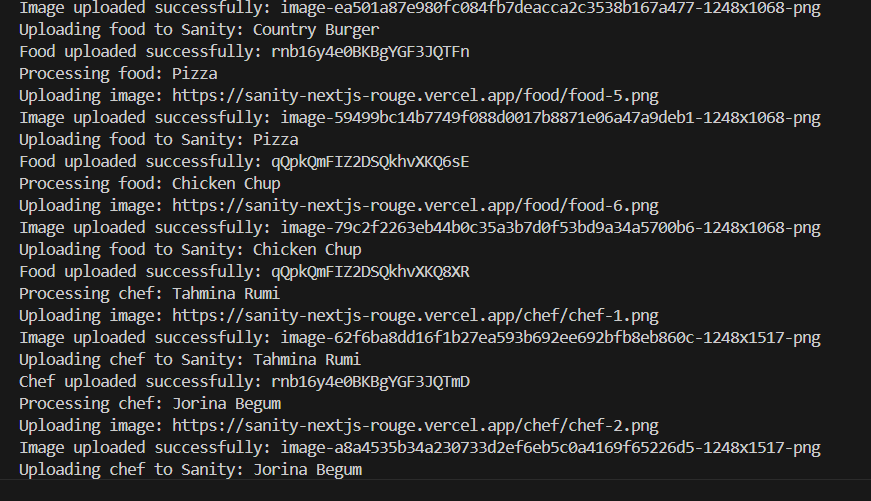 Image uploaded successfully: image-ea501a87e980fc084fb7deacca2c3538b167a477-1248x1068-png
Uploading food to Sanity: Country Burger
Food uploaded successfully: rnb16y4e0BKBgYGF3JQTFn
Processing food: Pizza
Uploading image: https://sanity-nextjs-rouge.vercel.app/food/food-5.png
Image uploaded successfully: image-59499bc14b7749f088d0017b8871e06a47a9deb1-1248x1068-png
Uploading food to Sanity: Pizza
Food uploaded successfully: qQpkQmFIZ2DSQkhvXKQ6sE
Processing food: Chicken Chup
Uploading image: https://sanity-nextjs-rouge.vercel.app/food/food-6.png
Image uploaded successfully: image-79c2f2263eb44b0c35a3b7d0f53bd9a34a5700b6-1248x1068-png
Uploading food to Sanity: Chicken Chup
Food uploaded successfully: qQpkQmFIZ2DSQkhvXKQ8XR
Processing chef: Tahmina Rumi
Uploading image: https://sanity-nextjs-rouge.vercel.app/chef/chef-1.png
Image uploaded successfully: image-62f6ba8dd16f1b27ea593b692ee692bfb8eb860c-1248x1517-png
Uploading chef to Sanity: Tahmina Rumi
Chef uploaded successfully: rnb16y4e0BKBgYGF3JQTmD
Processing chef: Jorina Begum
Uploading image: https://sanity-nextjs-rouge.vercel.app/chef/chef-2.png
Image uploaded successfully: image-a8a4535b34a230733d2ef6eb5c0a4169f65226d5-1248x1517-png
Uploading chef to Sanity: Jorina Begum